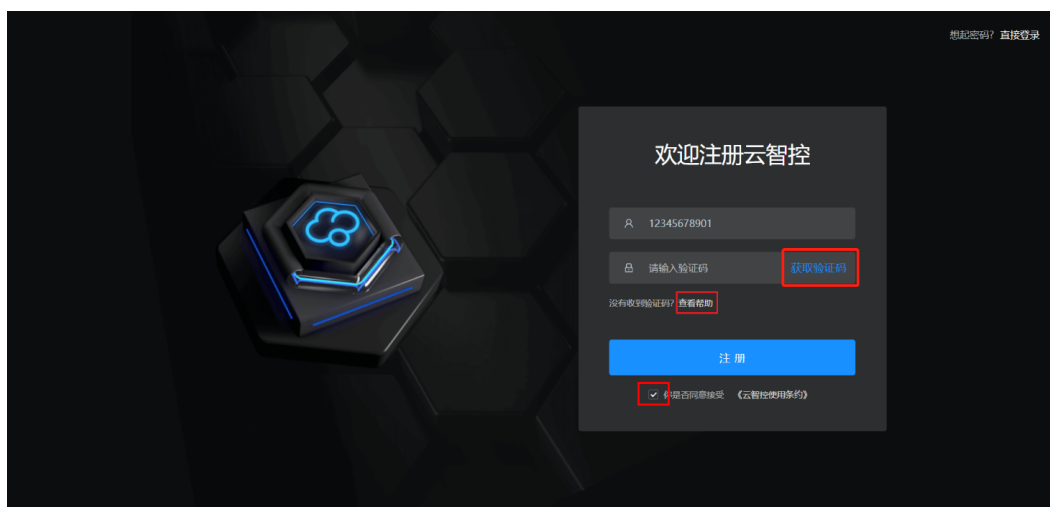 想起密码? 直接登录
欢迎注册云智控
12345678901
请输入验证码 获取验证码
没有收到验证码? 查看帮助
注 册
你是否同意接受 《云智控使用条约》